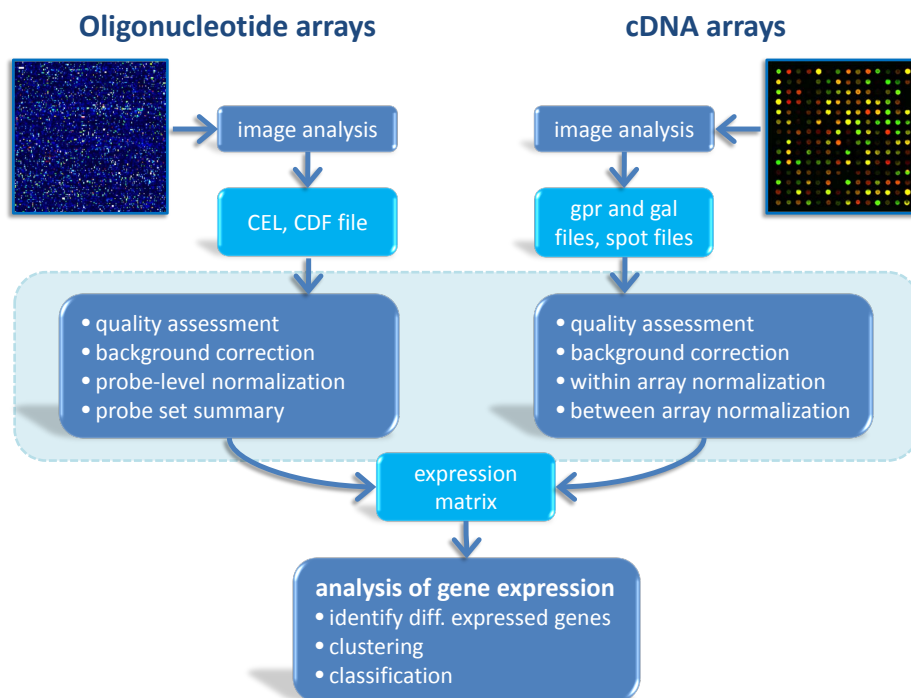 Oligonucleotide arrays
cDNA arrays
image analysis
image analysis
CEL, CDF file
gpr and gal
files, spot files
• quality assessment
• background correction
• probe-level normalization
• probe set summary
• quality assessment
• background correction
• within array normalization
• between array normalization
expression
matrix
analysis of gene expression
• identify diff. expressed genes
• clustering
• classification